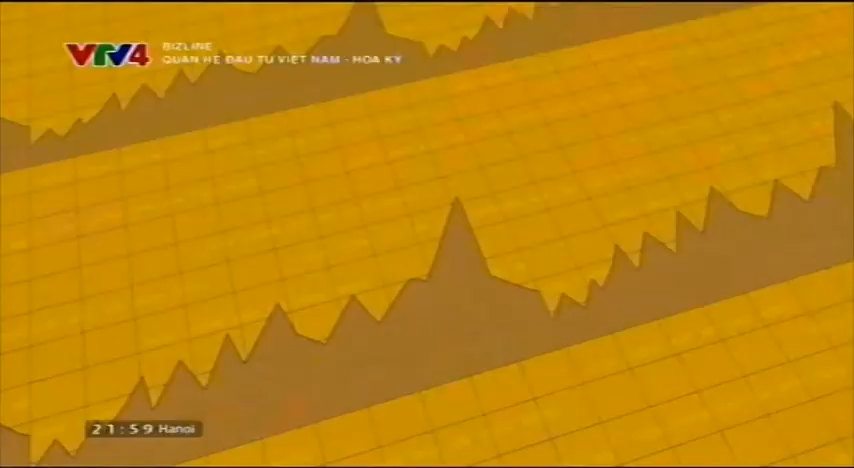 VTV4
BIZLINE
QUAN HỆ ĐẦU TƯ VIỆT NAM - HOA KỲ
21:59 Hanoi